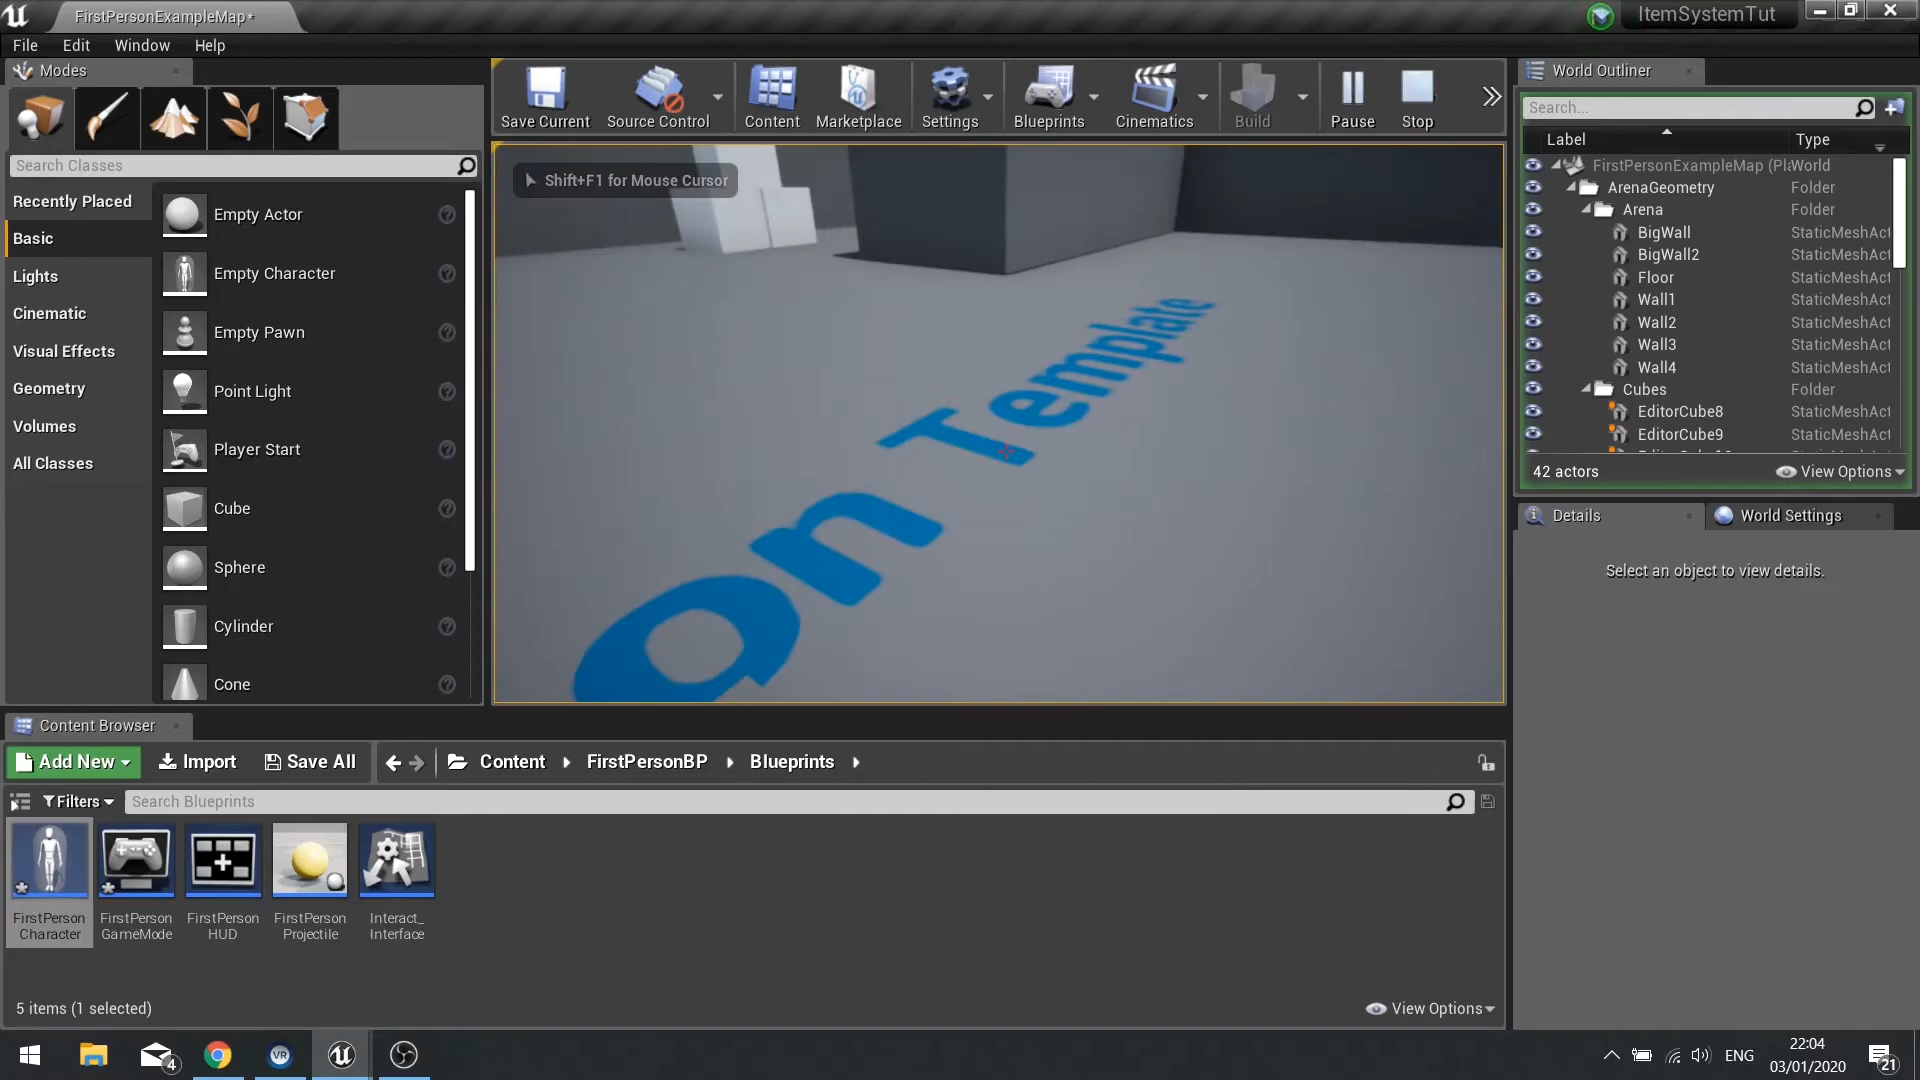 FirstPersonExampleMap*
ItemSystemTut
File Edit Window Help
Modes
World Outliner
Save Current
Source Control
Content
Marketplace
Settings
Blueprints
Cinematics
Build
Pause
Stop
Search...
Label Type
Search Classes
Shift+F1 for Mouse Cursor
Recently Placed
Basic
Lights
Cinematic
Visual Effects
Geometry
Volumes
All Classes
Empty Actor
Empty Character
Empty Pawn
Point Light
Player Start
Cube
Sphere
Cylinder
Cone
on Template
FirstPersonExampleMap (Pla World
ArenaGeometry Folder
Arena Folder
BigWall StaticMeshAct
BigWall2 StaticMeshAct
Floor StaticMeshAct
Wall1 StaticMeshAct
Wall2 StaticMeshAct
Wall3 StaticMeshAct
Wall4 StaticMeshAct
Cubes Folder
EditorCube8 StaticMeshAct
EditorCube9 StaticMeshAct
42 actors
View Options
Details
World Settings
Select an object to view details.
Content Browser
Add New
Import
Save All
Content
FirstPersonBP
Blueprints
Filters
Search Blueprints
FirstPerson
Character
FirstPerson
GameMode
FirstPerson
HUD
FirstPerson
Projectile
Interact_
Interface
5 items (1 selected)
View Options
4
VR
ENG
22:04
03/01/2020
21